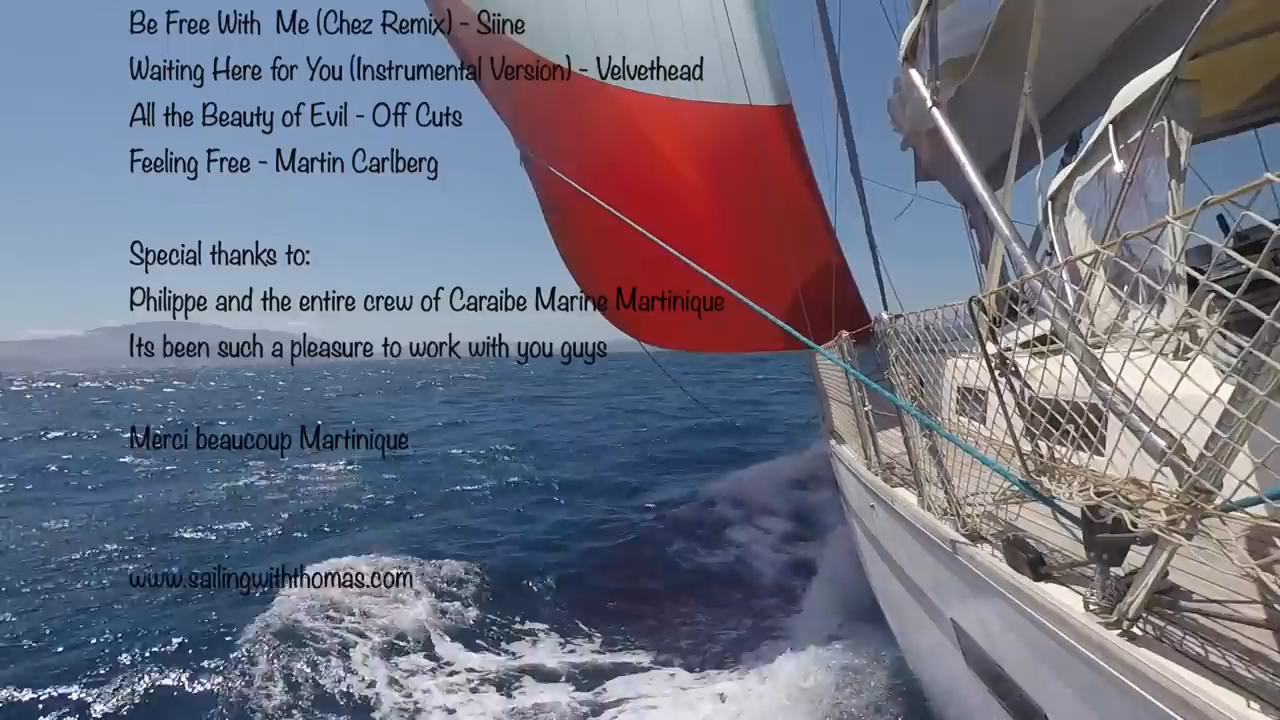 Be Free With Me (Chez Remix) - Siine
Waiting Here for You (Instrumental Version) - Velvethead
All the Beauty of Evil - Off Cuts
Feeling Free - Martin Carlberg
Special thanks to:
Philippe and the entire crew of Caraibe Marine Martinique
Its been such a pleasure to work with you guys
Merci beaucoup Martinique
www.sailingwiththomas.com